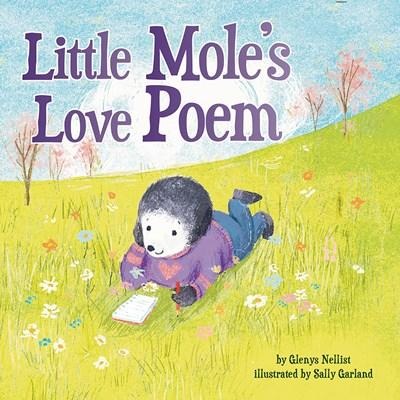 Little Mole's
Love Poem
by Glenys Nellist
illustrated by Sally Garland